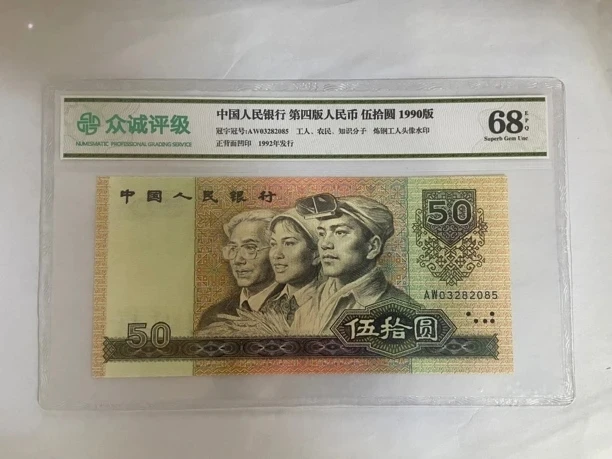 众诚评级
NUMISMATIC PROFESSIONAL GRADING SERVICE
中国人民银行 第四版人民币 伍拾圆 1990版
冠字冠号:AW03282085 工人、农民、知识分子 炼钢工人头像水印
正背面凹印 1992年发行
68 EPQ
Superb Gem Unc
中国人民银行
50
AW03282085
50
伍拾圆